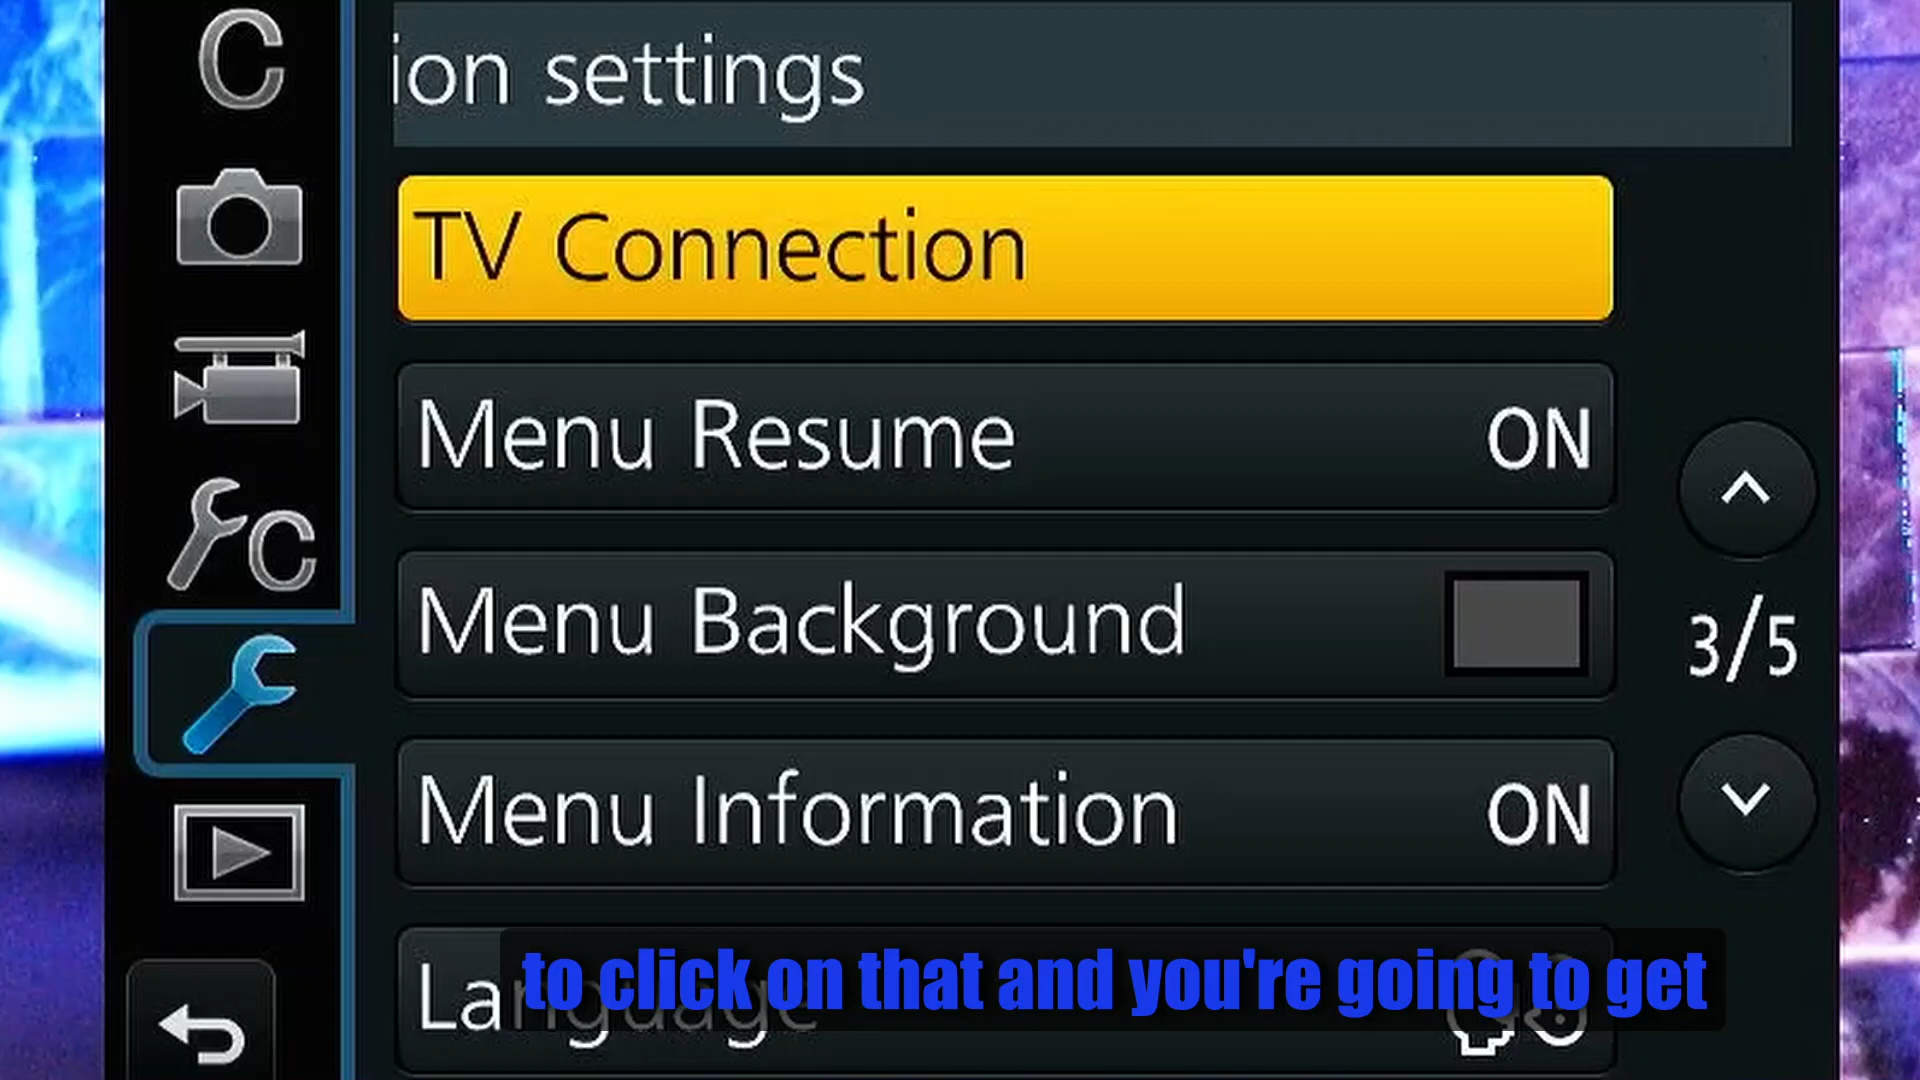 C
ion settings
TV Connection
Menu Resume ON
C
Menu Background
3/5
Menu Information ON
Language
to click on that and you're going to get